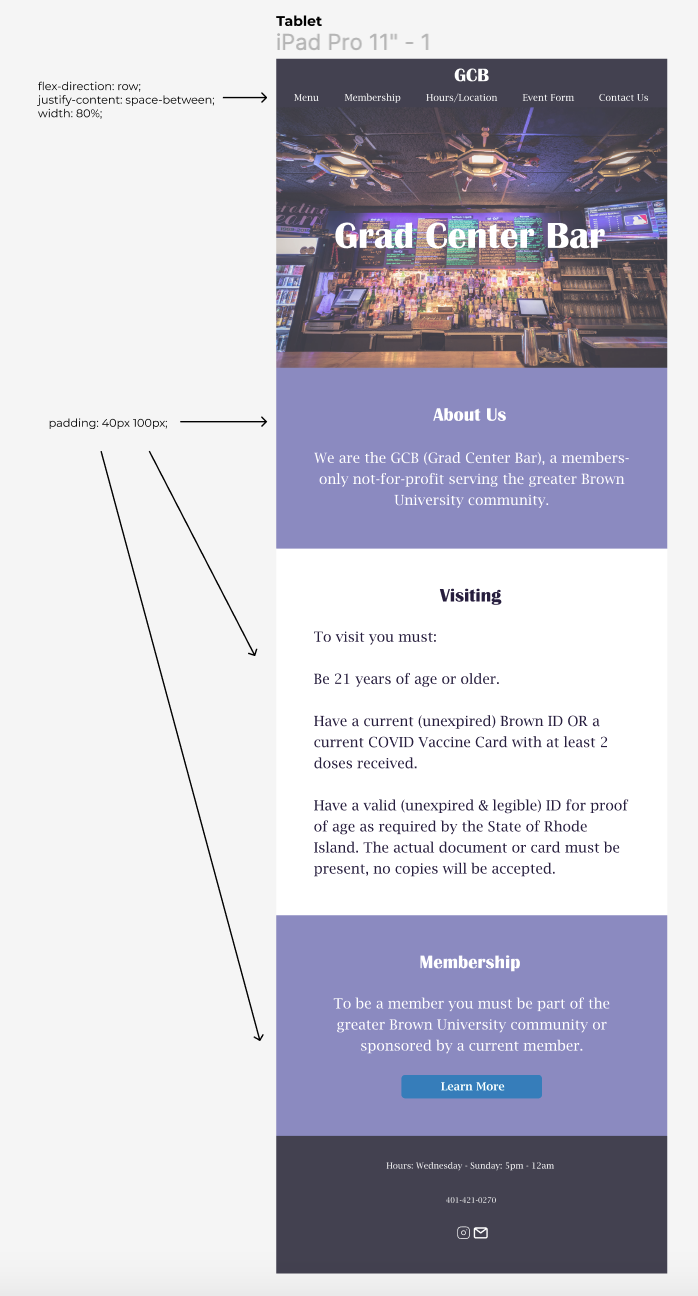 Tablet
iPad Pro 11" - 1
flex-direction: row;
justify-content: space-between;
width: 80%;
GCB
Menu Membership Hours/Location Event Form Contact Us
Grad Center Bar
padding: 40px 100px;
About Us
We are the GCB (Grad Center Bar), a members-
only not-for-profit serving the greater Brown
University community.
Visiting
To visit you must:
Be 21 years of age or older.
Have a current (unexpired) Brown ID OR a
current COVID Vaccine Card with at least 2
doses received.
Have a valid (unexpired & legible) ID for proof
of age as required by the State of Rhode
Island. The actual document or card must be
present, no copies will be accepted.
Membership
To be a member you must be part of the
greater Brown University community or
sponsored by a current member.
Learn More
Hours: Wednesday - Sunday: 5pm - 12am
401-421-0270